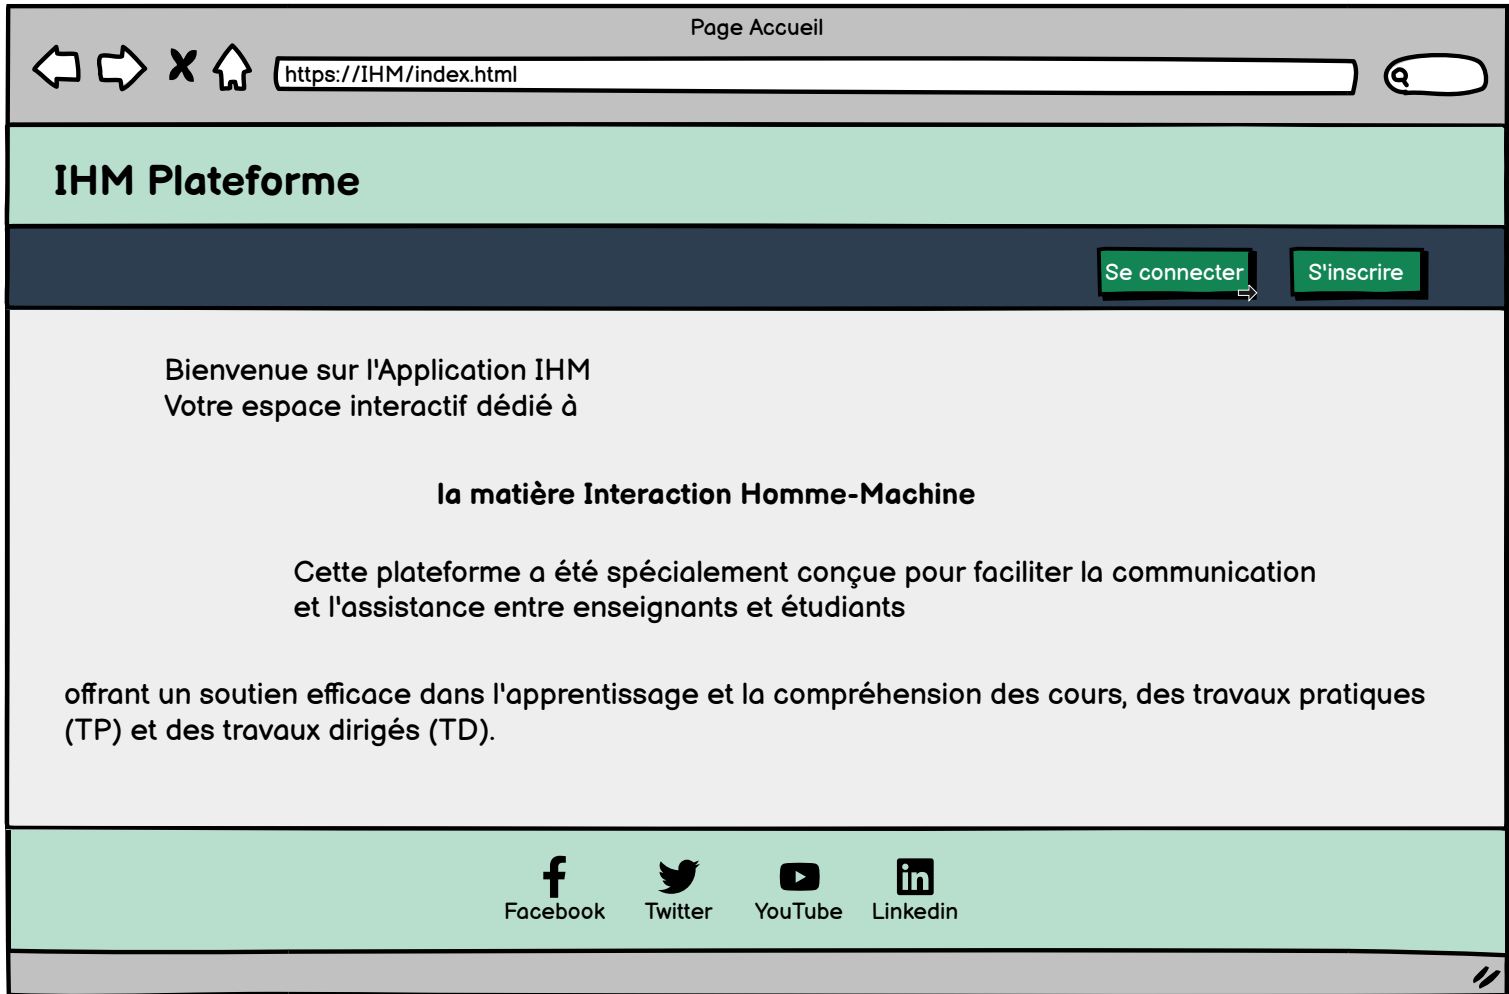 Page Accueil
https://IHM/index.html
IHM Plateforme
Se connecter
S'inscrire
Bienvenue sur l'Application IHM
Votre espace interactif dédié à
la matière Interaction Homme-Machine
Cette plateforme a été spécialement conçue pour faciliter la communication
et l'assistance entre enseignants et étudiants
offrant un soutien efficace dans l'apprentissage et la compréhension des cours, des travaux pratiques
(TP) et des travaux dirigés (TD).
Facebook
Twitter
YouTube
Linkedin